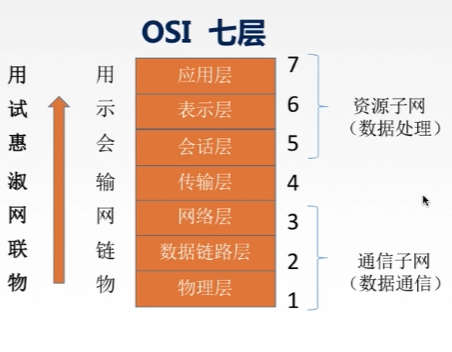 OSI 七层
用 用 应用层 7
试 示 表示层 6
惠 会 会话层 5
淑 输 传输层 4
网 网 网络层 3
联 链 数据链路层 2
物 物 物理层 1
资源子网
（数据处理）
通信子网
（数据通信）